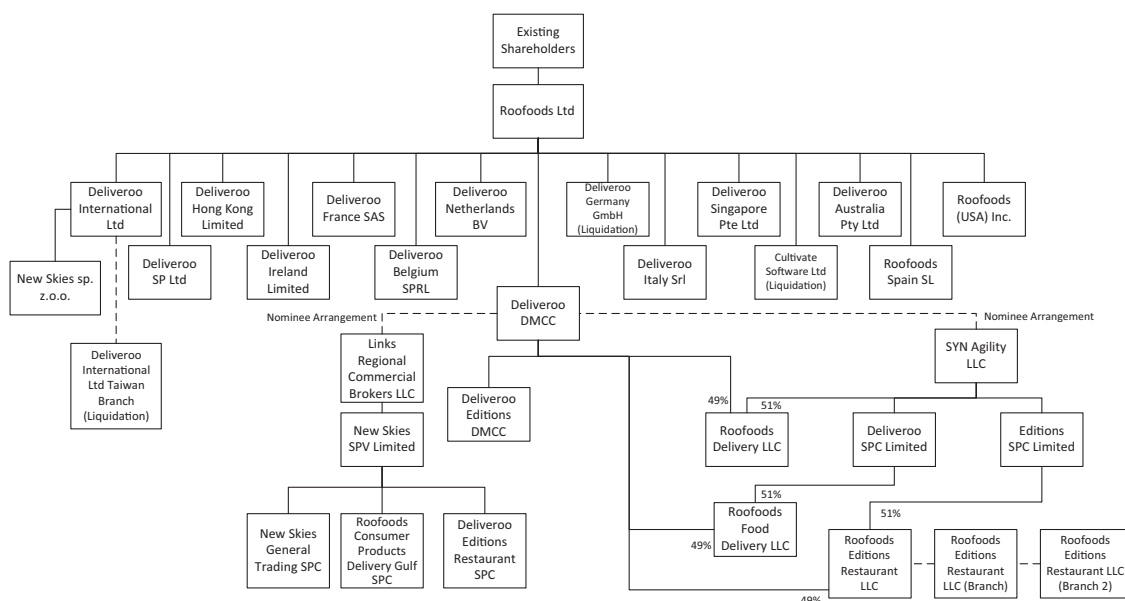 Existing
Shareholders
Roofoods Ltd
Deliveroo
International
Ltd
Deliveroo
Hong Kong
Limited
Deliveroo
France SAS
Deliveroo
Netherlands
BV
Deliveroo
Germany
GmbH
(Liquidation)
Deliveroo
Singapore
Pte Ltd
Deliveroo
Australia
Pty Ltd
Roofoods
(USA) Inc.
New Skies sp.
z.o.o.
Deliveroo
SP Ltd
Deliveroo
Ireland
Limited
Deliveroo
Belgium
SPRL
Deliveroo
Italy Srl
Cultivate
Software Ltd
(Liquidation)
Roofoods
Spain SL
Deliveroo
DMCC
Nominee Arrangement
Nominee Arrangement
Deliveroo
International
Ltd Taiwan
Branch
(Liquidation)
Links
Regional
Commercial
Brokers LLC
SYN Agility
LLC
Deliveroo
Editions
DMCC
49%
51%
New Skies
SPV Limited
Roofoods
Delivery LLC
Deliveroo
SPC Limited
Editions
SPC Limited
51%
51%
New Skies
General
Trading SPC
Roofoods
Consumer
Products
Delivery Gulf
SPC
Deliveroo
Editions
Restaurant
SPC
49%
Roofoods
Food
Delivery LLC
Roofoods
Editions
Restaurant
LLC
Roofoods
Editions
Restaurant
LLC (Branch)
Roofoods
Editions
Restaurant LLC
(Branch 2)
49%